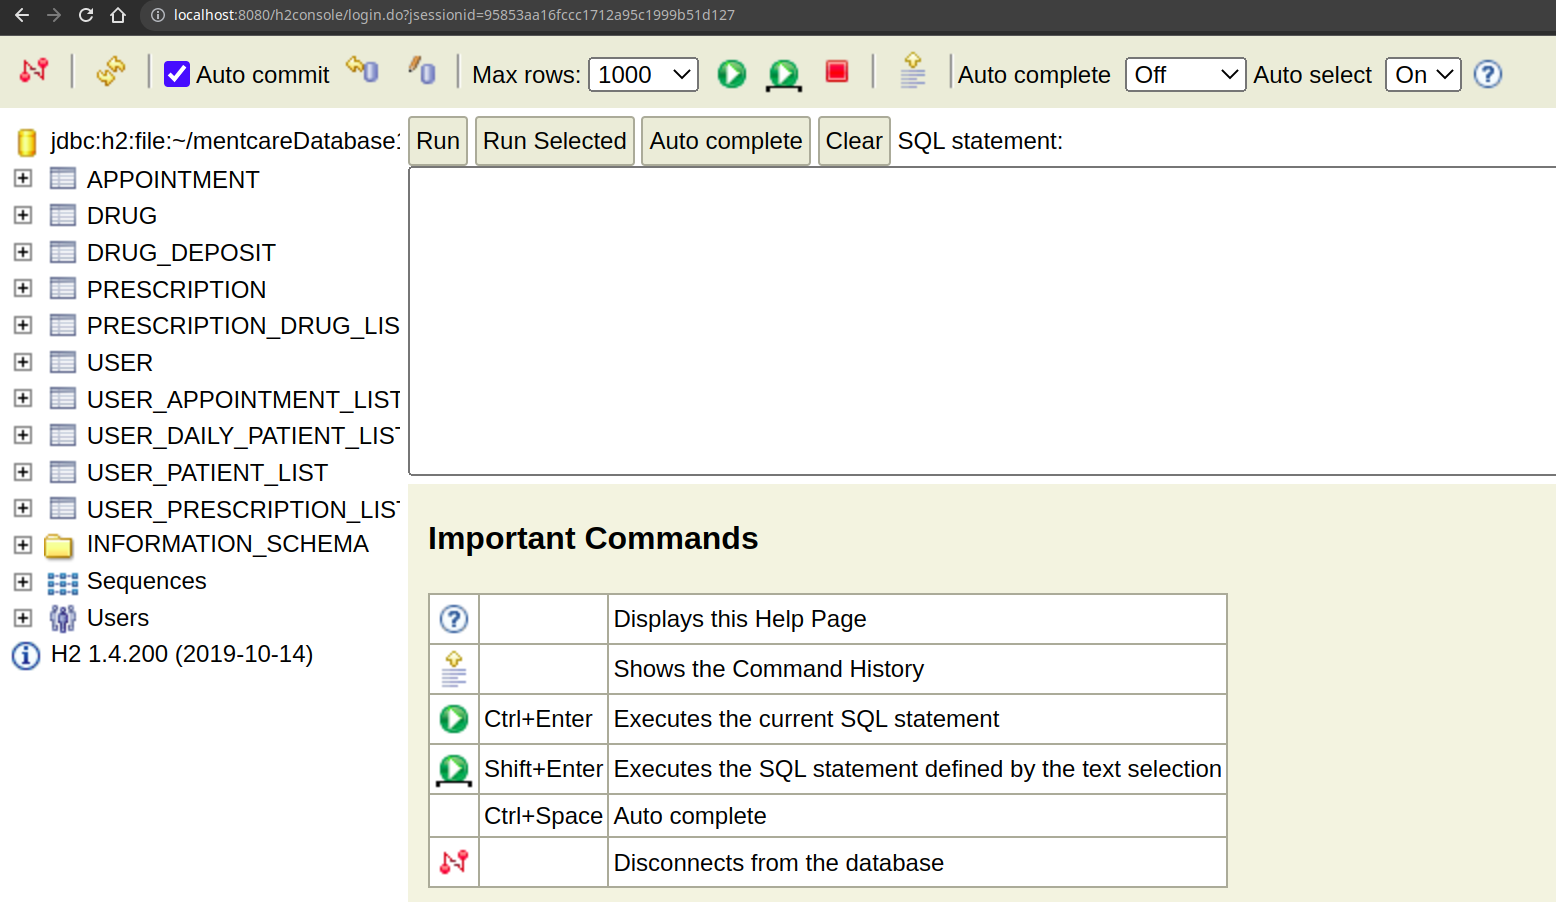 localhost:8080/h2console/login.do?jsessionid=95853aa16fccc1712a95c1999b51d127
Auto commit Max rows: 1000 Auto complete Off Auto select On
jdbc:h2:file:~/mentcareDatabase1
APPOINTMENT
DRUG
DRUG_DEPOSIT
PRESCRIPTION
PRESCRIPTION_DRUG_LIS
USER
USER_APPOINTMENT_LIST
USER_DAILY_PATIENT_LIST
USER_PATIENT_LIST
USER_PRESCRIPTION_LIST
INFORMATION_SCHEMA
Sequences
Users
H2 1.4.200 (2019-10-14)
Run Run Selected Auto complete Clear SQL statement:
Important Commands
Displays this Help Page
Shows the Command History
Ctrl+Enter Executes the current SQL statement
Shift+Enter Executes the SQL statement defined by the text selection
Ctrl+Space Auto complete
Disconnects from the database